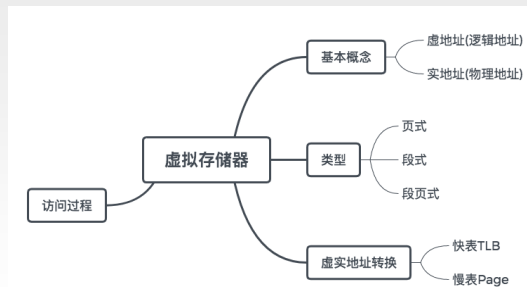 虚拟存储器
基本概念
虚地址(逻辑地址)
实地址(物理地址)
类型
页式
段式
段页式
虚实地址转换
快表TLB
慢表Page
访问过程